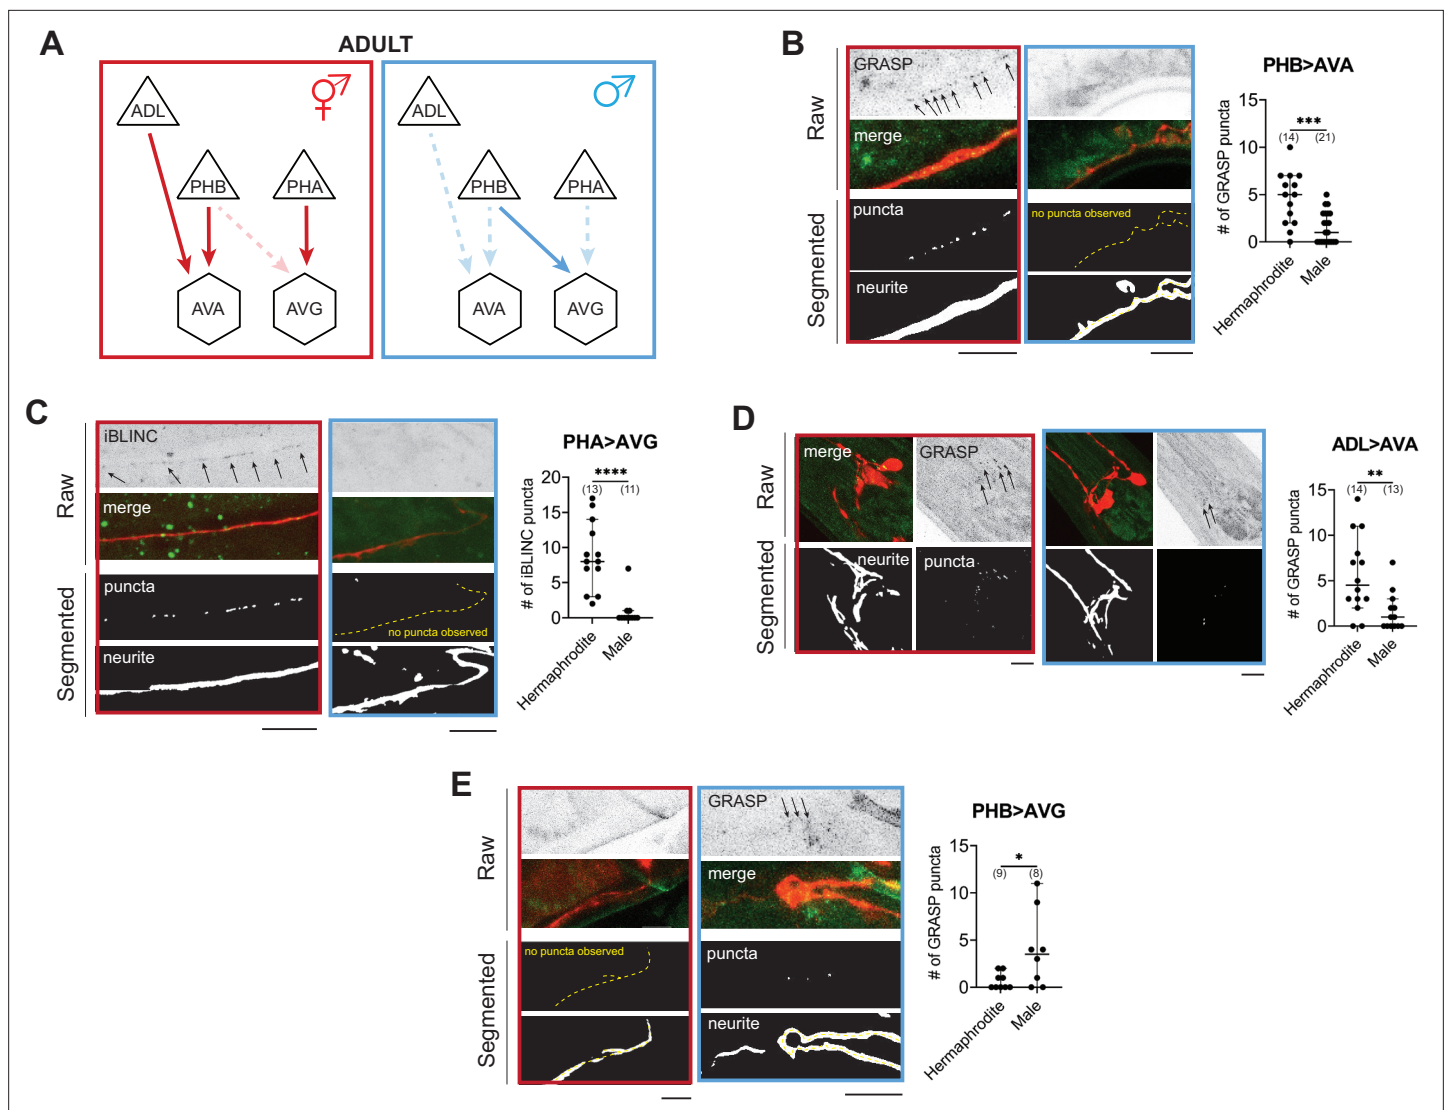 A
ADULT
ADL
PHB
PHA
AVA
AVG
ADL
PHB
PHA
AVA
AVG
B
Raw
Segmented
GRASP
merge
puncta
neurite
no puncta observed
PHB>AVA
# of GRASP puncta
15
10
5
0
***
(14)
(21)
Hermaphrodite
Male
C
Raw
Segmented
iBLINC
merge
puncta
neurite
no puncta observed
PHA>AVG
# of iBLINC puncta
20
15
10
5
0
****
(13)
(11)
Hermaphrodite
Male
D
Raw
Segmented
merge
GRASP
neurite
puncta
ADL>AVA
# of GRASP puncta
15
10
5
0
**
(14)
(13)
Hermaphrodite
Male
E
Raw
Segmented
no puncta observed
GRASP
merge
puncta
neurite
PHB>AVG
# of GRASP puncta
15
10
5
0
*
(9)
(8)
Hermaphrodite
Male